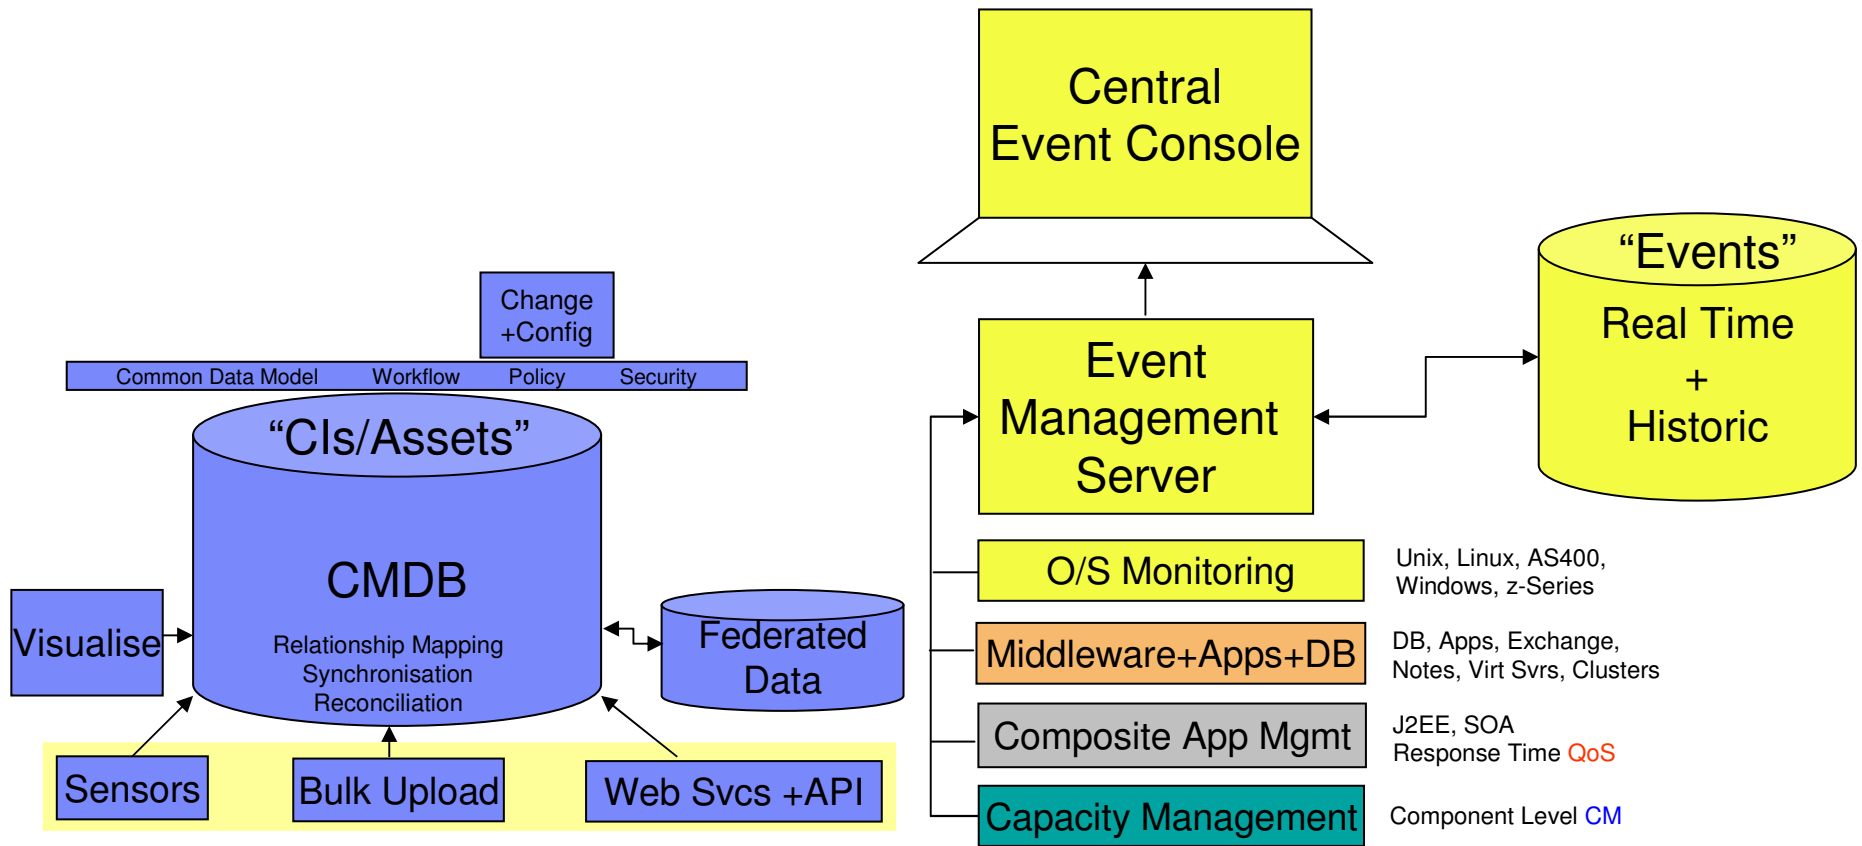 Central
Event Console
“Events”
Real Time
+
Historic
Change
+Config
Common Data Model Workflow Policy Security
“CIs/Assets”
CMDB
Relationship Mapping
Synchronisation
Reconciliation
Visualise
Federated
Data
Sensors
Bulk Upload
Web Svcs +API
Event
Management
Server
O/S Monitoring
Unix, Linux, AS400,
Windows, z-Series
Middleware+Apps+DB
DB, Apps, Exchange,
Notes, Virt Svrs, Clusters
Composite App Mgmt
J2EE, SOA
Response Time QoS
Capacity Management
Component Level CM